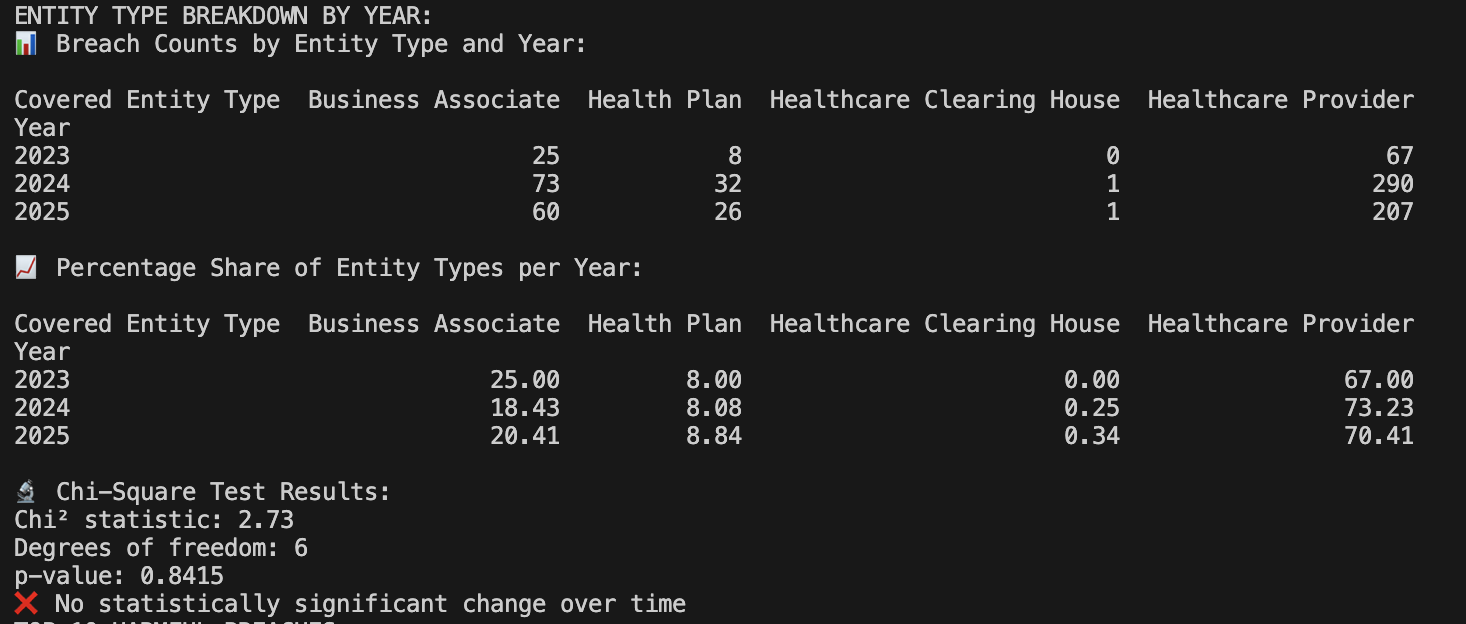 ENTITY TYPE BREAKDOWN BY YEAR:
📊 Breach Counts by Entity Type and Year:
Covered Entity Type  Business Associate  Health Plan  Healthcare Clearing House  Healthcare Provider
Year
2023                                 25            8                          0                   67
2024                                 73           32                          1                  290
2025                                 60           26                          1                  207
📈 Percentage Share of Entity Types per Year:
Covered Entity Type  Business Associate  Health Plan  Healthcare Clearing House  Healthcare Provider
Year
2023                              25.00         8.00                       0.00                67.00
2024                              18.43         8.08                       0.25                73.23
2025                              20.41         8.84                       0.34                70.41
🔬 Chi-Square Test Results:
Chi² statistic: 2.73
Degrees of freedom: 6
p-value: 0.8415
❌ No statistically significant change over time